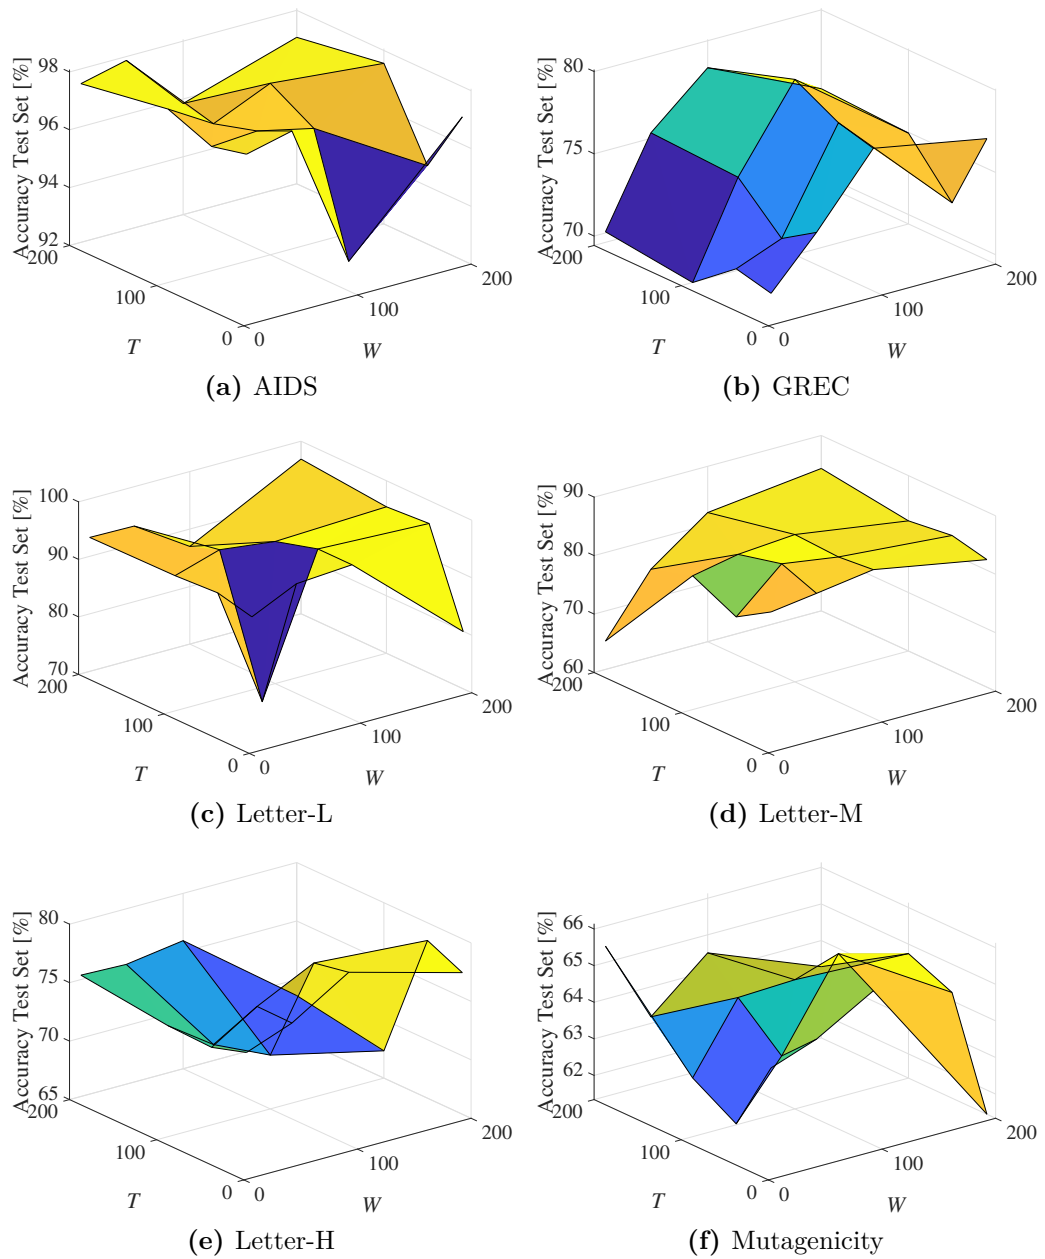 Accuracy Test Set [%]
98
96
94
92
200
100
0
T
0
100
200
W
(a) AIDS
Accuracy Test Set [%]
80
75
70
200
100
0
T
0
100
200
W
(b) GREC
Accuracy Test Set [%]
100
90
80
70
200
100
0
T
0
100
200
W
(c) Letter-L
Accuracy Test Set [%]
90
80
70
60
200
100
0
T
0
100
200
W
(d) Letter-M
Accuracy Test Set [%]
80
75
70
65
200
100
0
T
0
100
200
W
(e) Letter-H
Accuracy Test Set [%]
66
65
64
63
62
200
100
0
T
0
100
200
W
(f) Mutagenicity